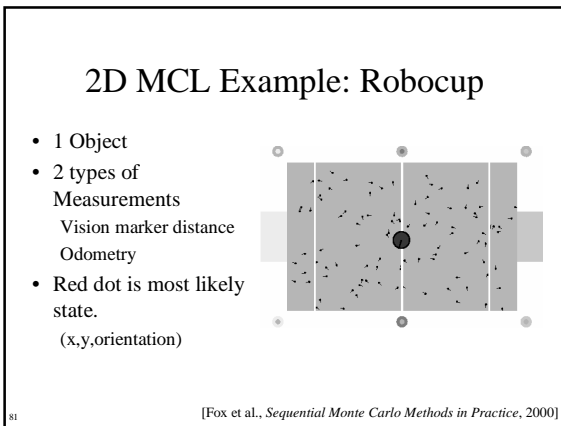 2D MCL Example: Robocup
• 1 Object
• 2 types of
Measurements
Vision marker distance
Odometry
• Red dot is most likely
state.
(x,y,orientation)
81
[Fox et al., Sequential Monte Carlo Methods in Practice, 2000]